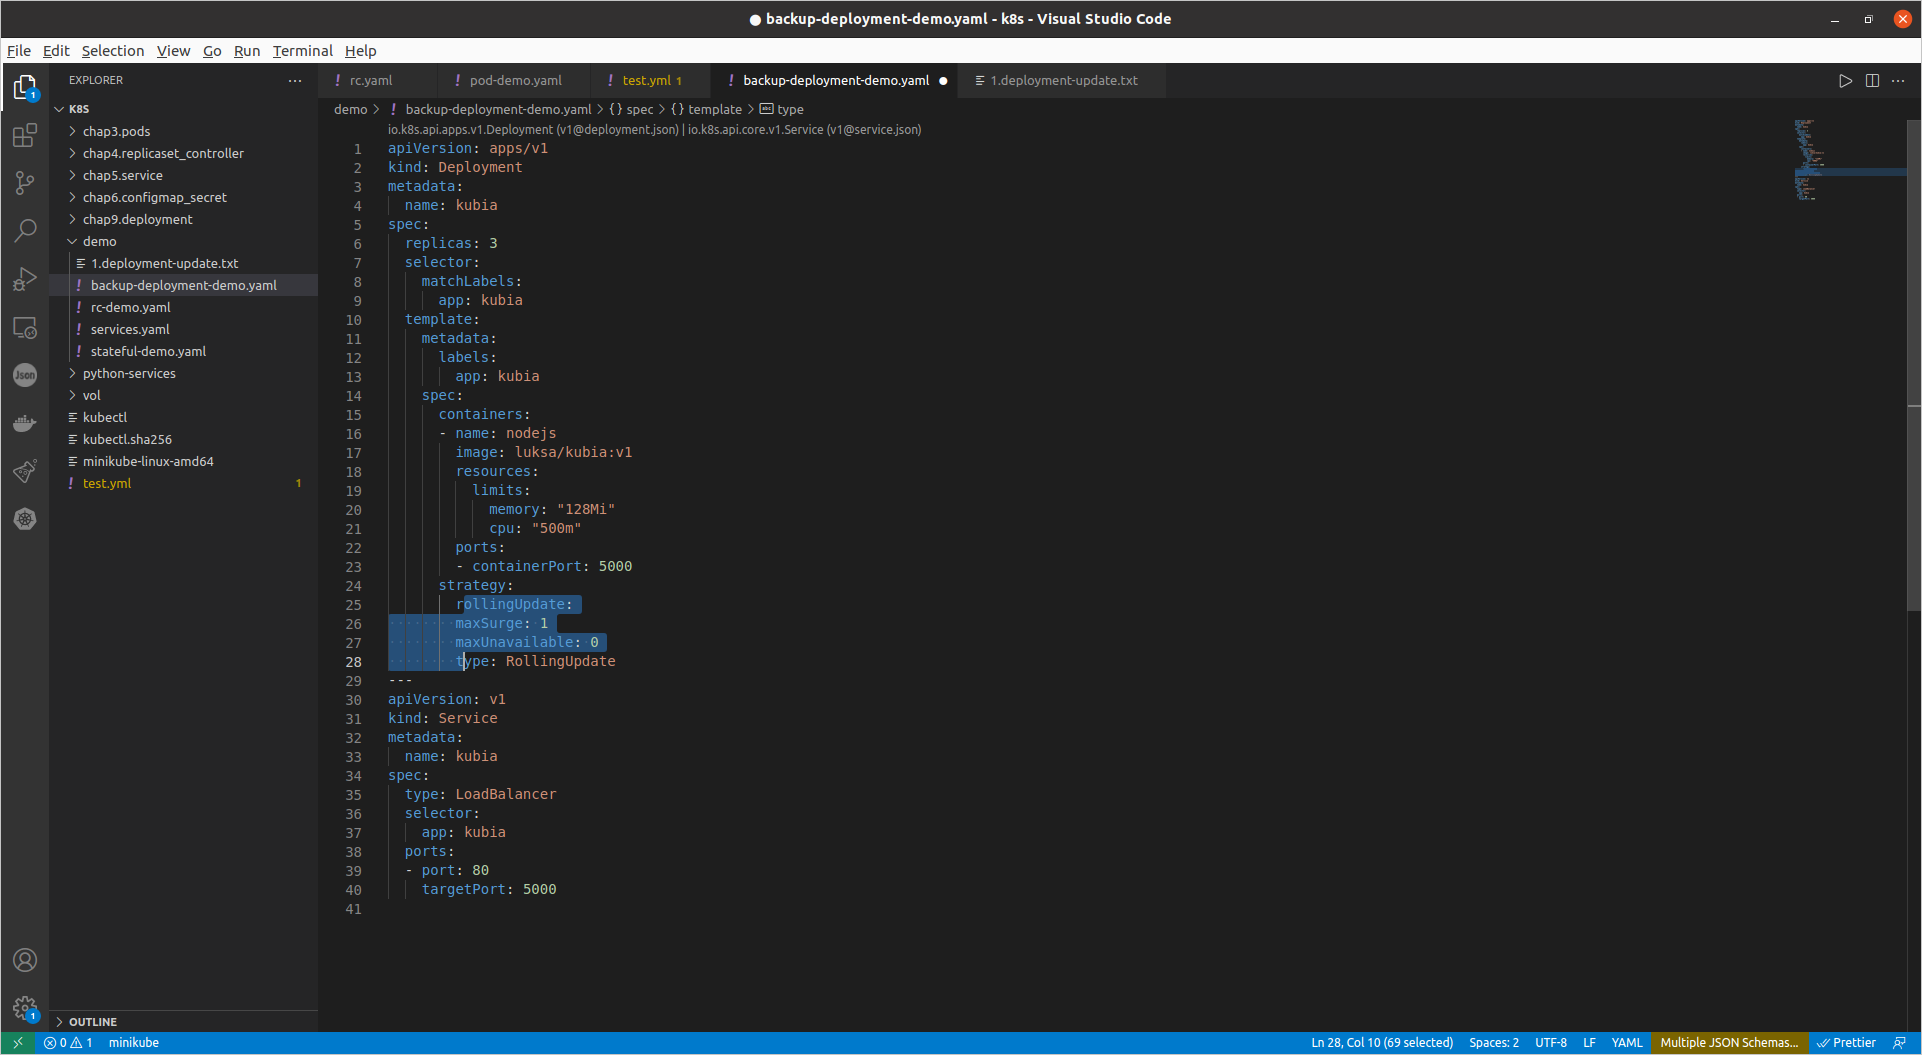 ● backup-deployment-demo.yaml - k8s - Visual Studio Code
File Edit Selection View Go Run Terminal Help
EXPLORER ···
K8S
chap3.pods
chap4.replicaset_controller
chap5.service
chap6.configmap_secret
chap9.deployment
demo
1.deployment-update.txt
! backup-deployment-demo.yaml
! rc-demo.yaml
! services.yaml
! stateful-demo.yaml
python-services
vol
kubectl
kubectl.sha256
minikube-linux-amd64
! test.yml 1
OUTLINE
1
Json
1
! rc.yaml ! pod-demo.yaml ! test.yml 1 ! backup-deployment-demo.yaml ● 1.deployment-update.txt
demo > ! backup-deployment-demo.yaml > {} spec > {} template > abc type
io.k8s.api.apps.v1.Deployment (v1@deployment.json) | io.k8s.api.core.v1.Service (v1@service.json)
1 apiVersion: apps/v1
2 kind: Deployment
3 metadata:
4   name: kubia
5 spec:
6   replicas: 3
7   selector:
8     matchLabels:
9       app: kubia
10   template:
11     metadata:
12       labels:
13         app: kubia
14     spec:
15       containers:
16       - name: nodejs
17         image: luksa/kubia:v1
18         resources:
19           limits:
20             memory: "128Mi"
21             cpu: "500m"
22         ports:
23         - containerPort: 5000
24       strategy:
25         rollingUpdate:
26         maxSurge: 1
27         maxUnavailable: 0
28         type: RollingUpdate
29 ---
30 apiVersion: v1
31 kind: Service
32 metadata:
33   name: kubia
34 spec:
35   type: LoadBalancer
36   selector:
37     app: kubia
38   ports:
39   - port: 80
40     targetPort: 5000
41
0 1 minikube Ln 28, Col 10 (69 selected) Spaces: 2 UTF-8 LF YAML Multiple JSON Schemas... Prettier